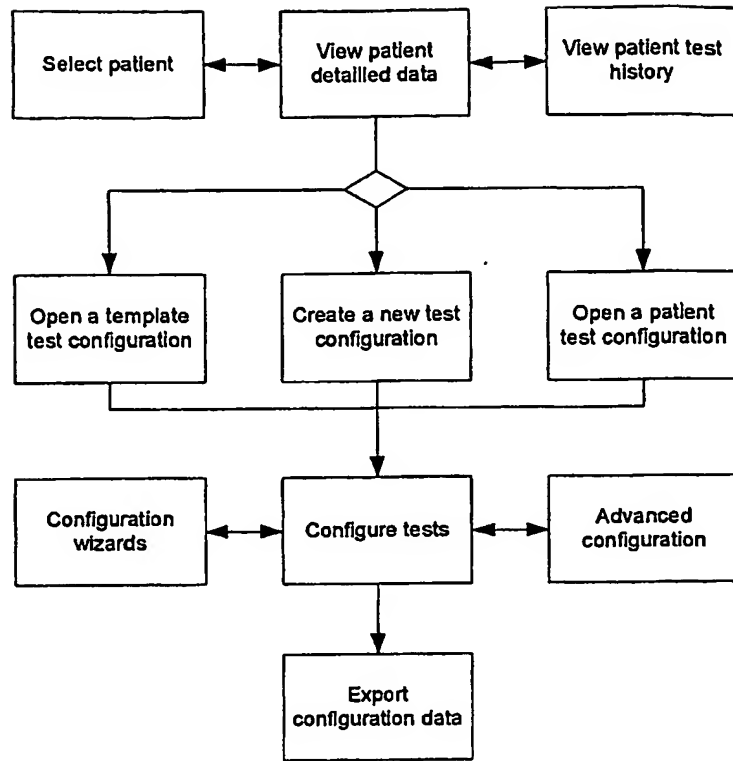 Select patient
View patient
detailled data
View patient test
history
Open a template
test configuration
Create a new test
configuration
Open a patient
test configuration
Configuration
wizards
Configure tests
Advanced
configuration
Export
configuration data